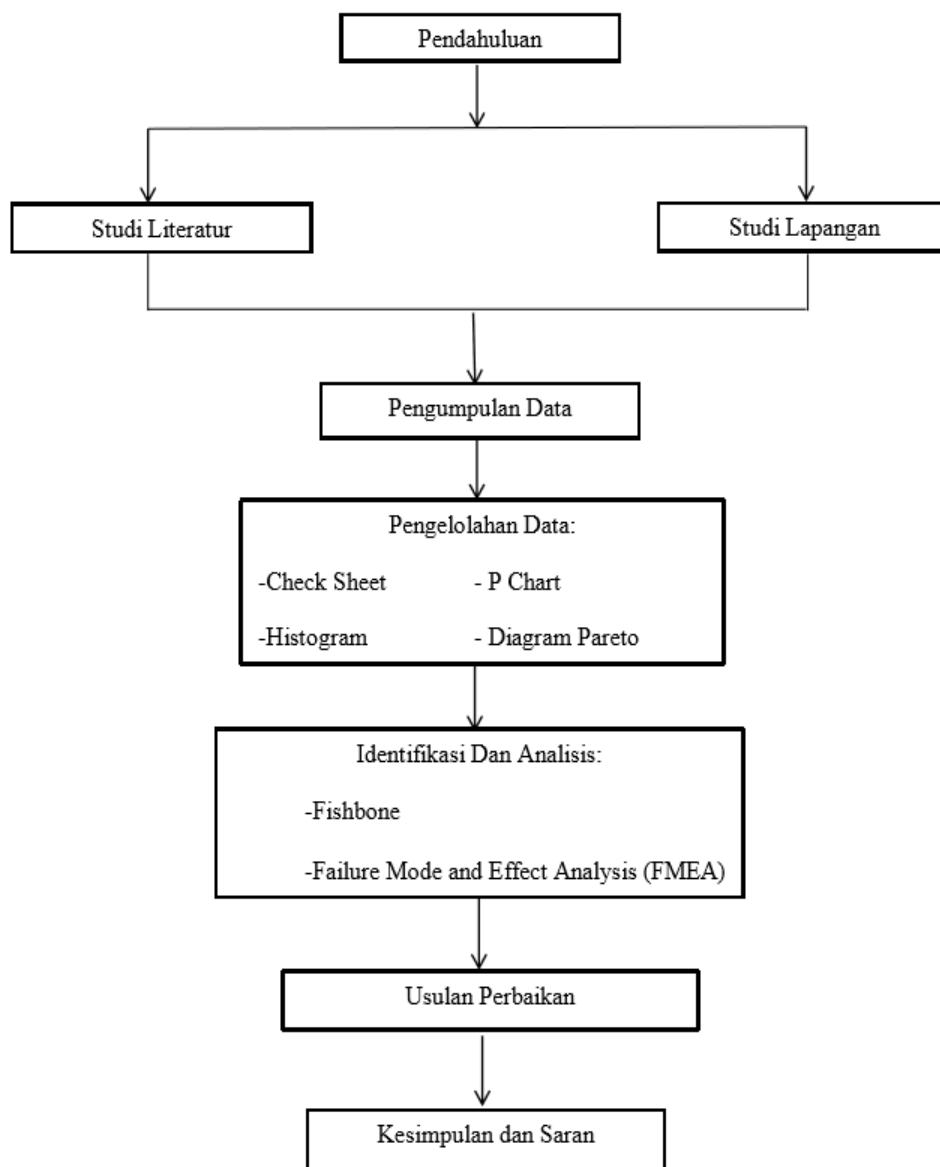 Pendahuluan
Studi Literatur
Studi Lapangan
Pengumpulan Data
Pengelolahan Data:
-Check Sheet - P Chart
-Histogram - Diagram Pareto
Identifikasi Dan Analisis:
-Fishbone
-Failure Mode and Effect Analysis (FMEA)
Usulan Perbaikan
Kesimpulan dan Saran